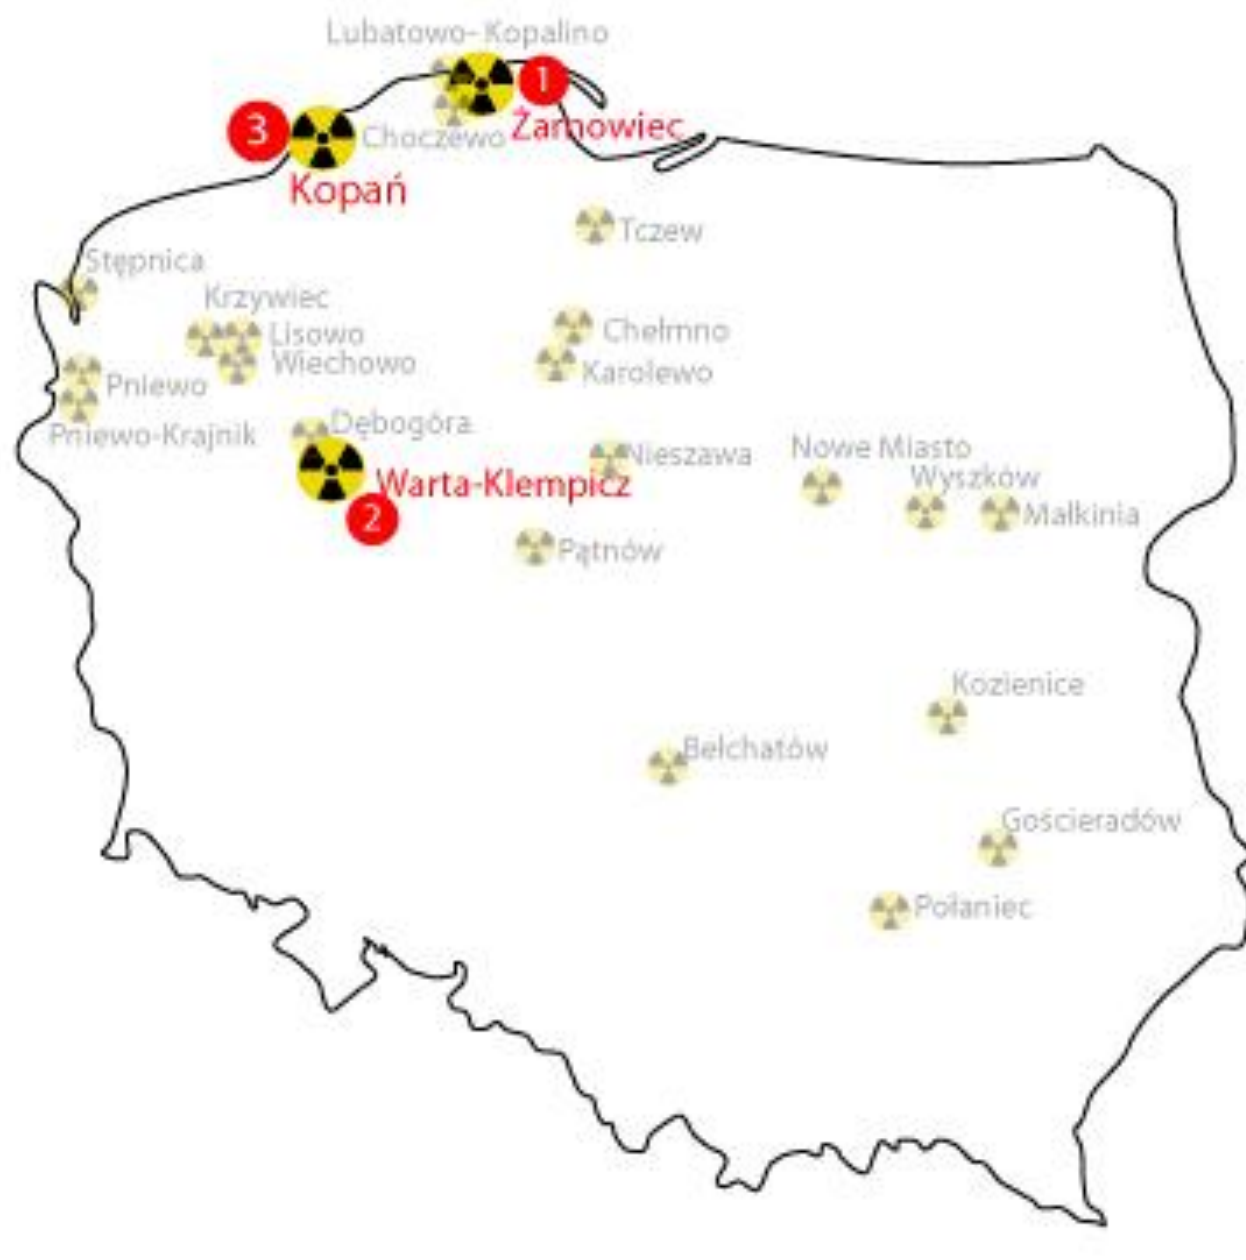 Lubatowo- Kopalino
1
Żarnowiec
3
Choczewo
Kopań
Tczew
Stępnica
Krzywiec
Lisowo
Chełmno
Wiechowo
Karolewo
Pniewo
Pniewo-Krajnik
Dębogóra
Nieszawa
Nowe Miasto
Wyszków
Warta-Klempicz
2
Małkinia
Pątnów
Kozienice
Bełchatów
Gościeradów
Połaniec